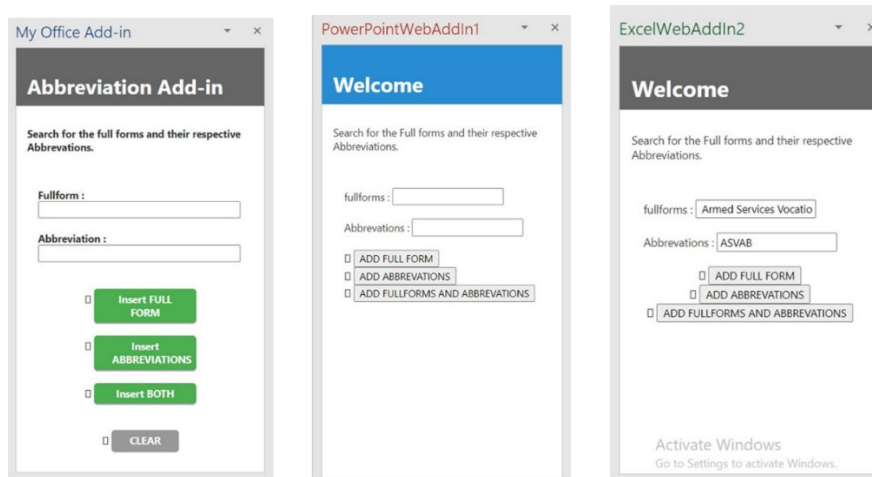 My Office Add-in
Abbreviation Add-in
Search for the full forms and their respective
Abbrevations.
Fullform :
Abbreviation :
Insert FULL
FORM
Insert
ABBREVIATIONS
Insert BOTH
CLEAR
PowerPointWebAddIn1
Welcome
Search for the Full forms and their respective
Abbreviations.
fullforms :
Abbrevations :
ADD FULL FORM
ADD ABBREVATIONS
ADD FULLFORMS AND ABBREVATIONS
ExcelWebAddIn2
Welcome
Search for the Full forms and their respective
Abbreviations.
fullforms : Armed Services Vocatio
Abbrevations : ASVAB
ADD FULL FORM
ADD ABBREVATIONS
ADD FULLFORMS AND ABBREVATIONS
Activate Windows
Go to Settings to activate Windows.